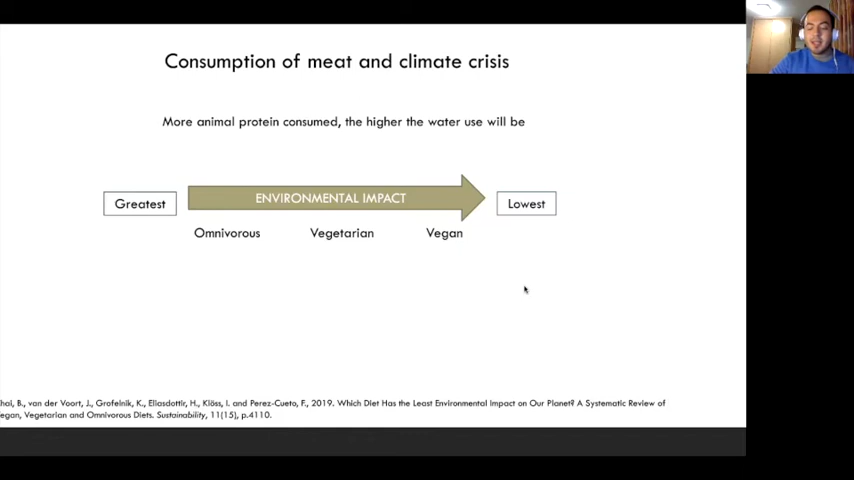 Consumption of meat and climate crisis
More animal protein consumed, the higher the water use will be
Greatest
ENVIRONMENTAL IMPACT
Lowest
Omnivorous
Vegetarian
Vegan
hai, B., van der Voort, J., Grofelnik, K., Eliasdottir, H., Klöss, I. and Perez-Cueto, F., 2019. Which Diet Has the Least Environmental Impact on Our Planet? A Systematic Review of
egan, Vegetarian and Omnivorous Diets. Sustainability, 11(15), p.4110.